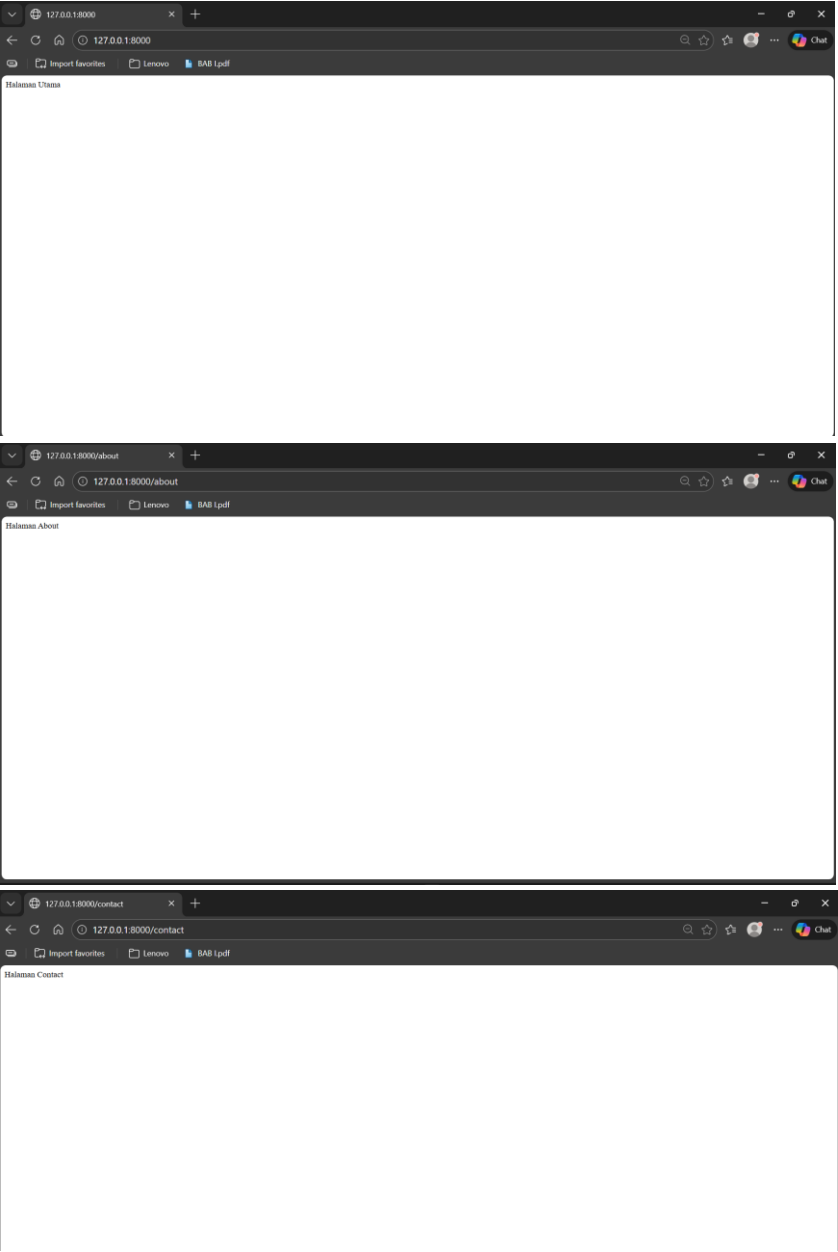 127.0.0.1:8000
127.0.0.1:8000
Chat
Import favorites Lenovo BAB I.pdf
Halaman Utama
127.0.0.1:8000/about
127.0.0.1:8000/about
Chat
Import favorites Lenovo BAB I.pdf
Halaman About
127.0.0.1:8000/contact
127.0.0.1:8000/contact
Chat
Import favorites Lenovo BAB I.pdf
Halaman Contact